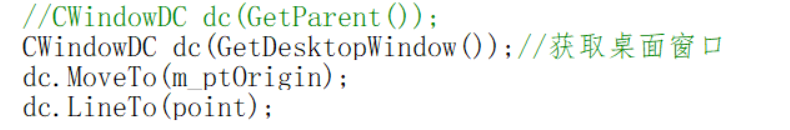 //CWindowDC dc(GetParent());
CWindowDC dc(GetDesktopWindow());//获取桌面窗口
dc.MoveTo(m_ptOrigin);
dc.LineTo(point);